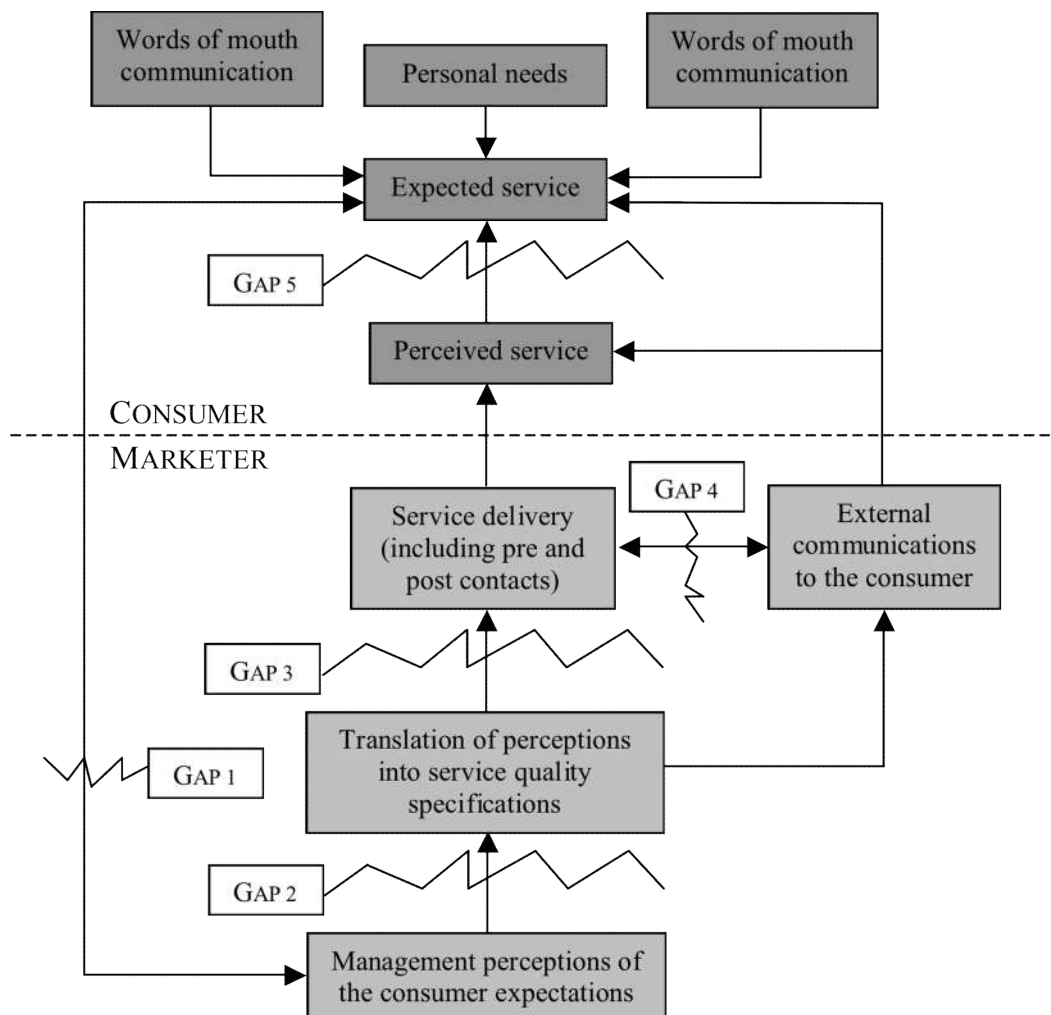 Words of mouth
communication
Personal needs
Words of mouth
communication
Expected service
GAP 5
Perceived service
CONSUMER
MARKETER
GAP 4
Service delivery
(including pre and
post contacts)
External
communications
to the consumer
GAP 3
Translation of perceptions
into service quality
specifications
GAP 1
GAP 2
Management perceptions of
the consumer expectations